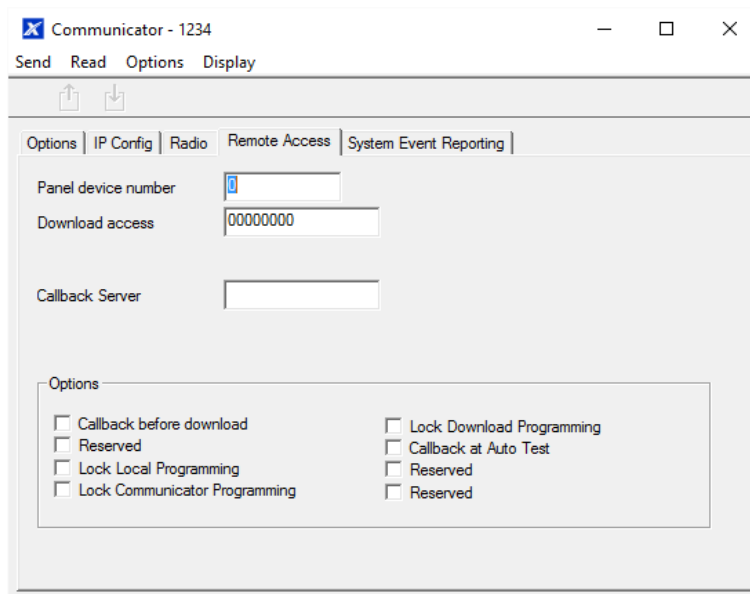 Communicator - 1234
Send Read Options Display
Options IP Config Radio Remote Access System Event Reporting
Panel device number 0
Download access 00000000
Callback Server
Options
Callback before download Lock Download Programming
Reserved Callback at Auto Test
Lock Local Programming Reserved
Lock Communicator Programming Reserved